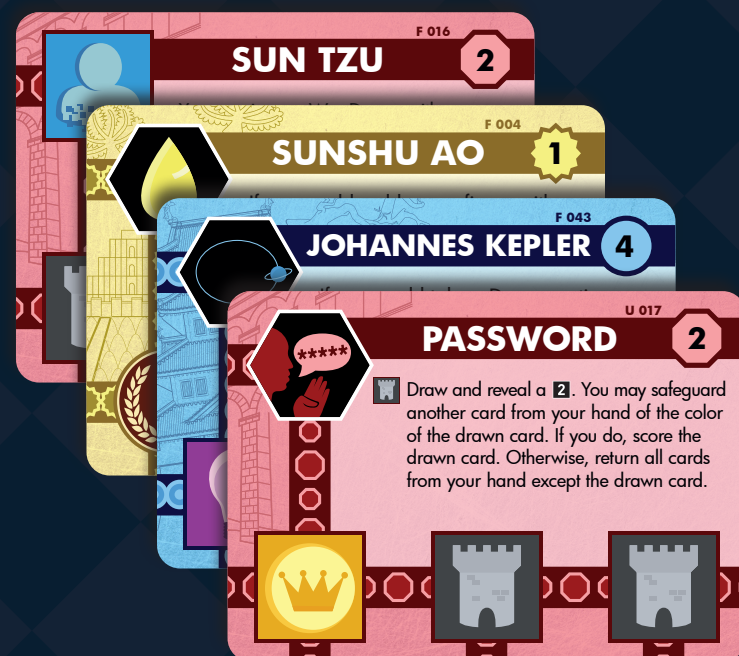 F 016
SUN TZU
2
F 004
SUNSHU AO
1
F 043
JOHANNES KEPLER
4
U 017
PASSWORD
2
*****
Draw and reveal a 2. You may safeguard
another card from your hand of the color
of the drawn card. If you do, score the
drawn card. Otherwise, return all cards
from your hand except the drawn card.